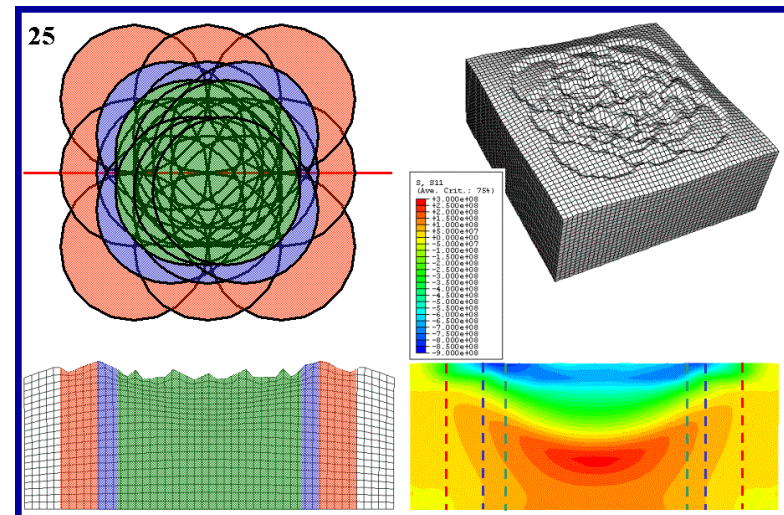 25
S, S11
(Ave. Crit.: 75%)
+3.000e+08
+2.500e+08
+2.000e+08
+1.500e+08
+1.000e+08
+5.000e+07
+0.000e+00
-5.000e+07
-1.000e+08
-1.500e+08
-2.000e+08
-2.500e+08
-3.000e+08
-3.500e+08
-4.000e+08
-4.500e+08
-5.000e+08
-5.500e+08
-6.000e+08
-6.500e+08
-7.000e+08
-7.500e+08
-8.000e+08
-8.500e+08
-9.000e+08